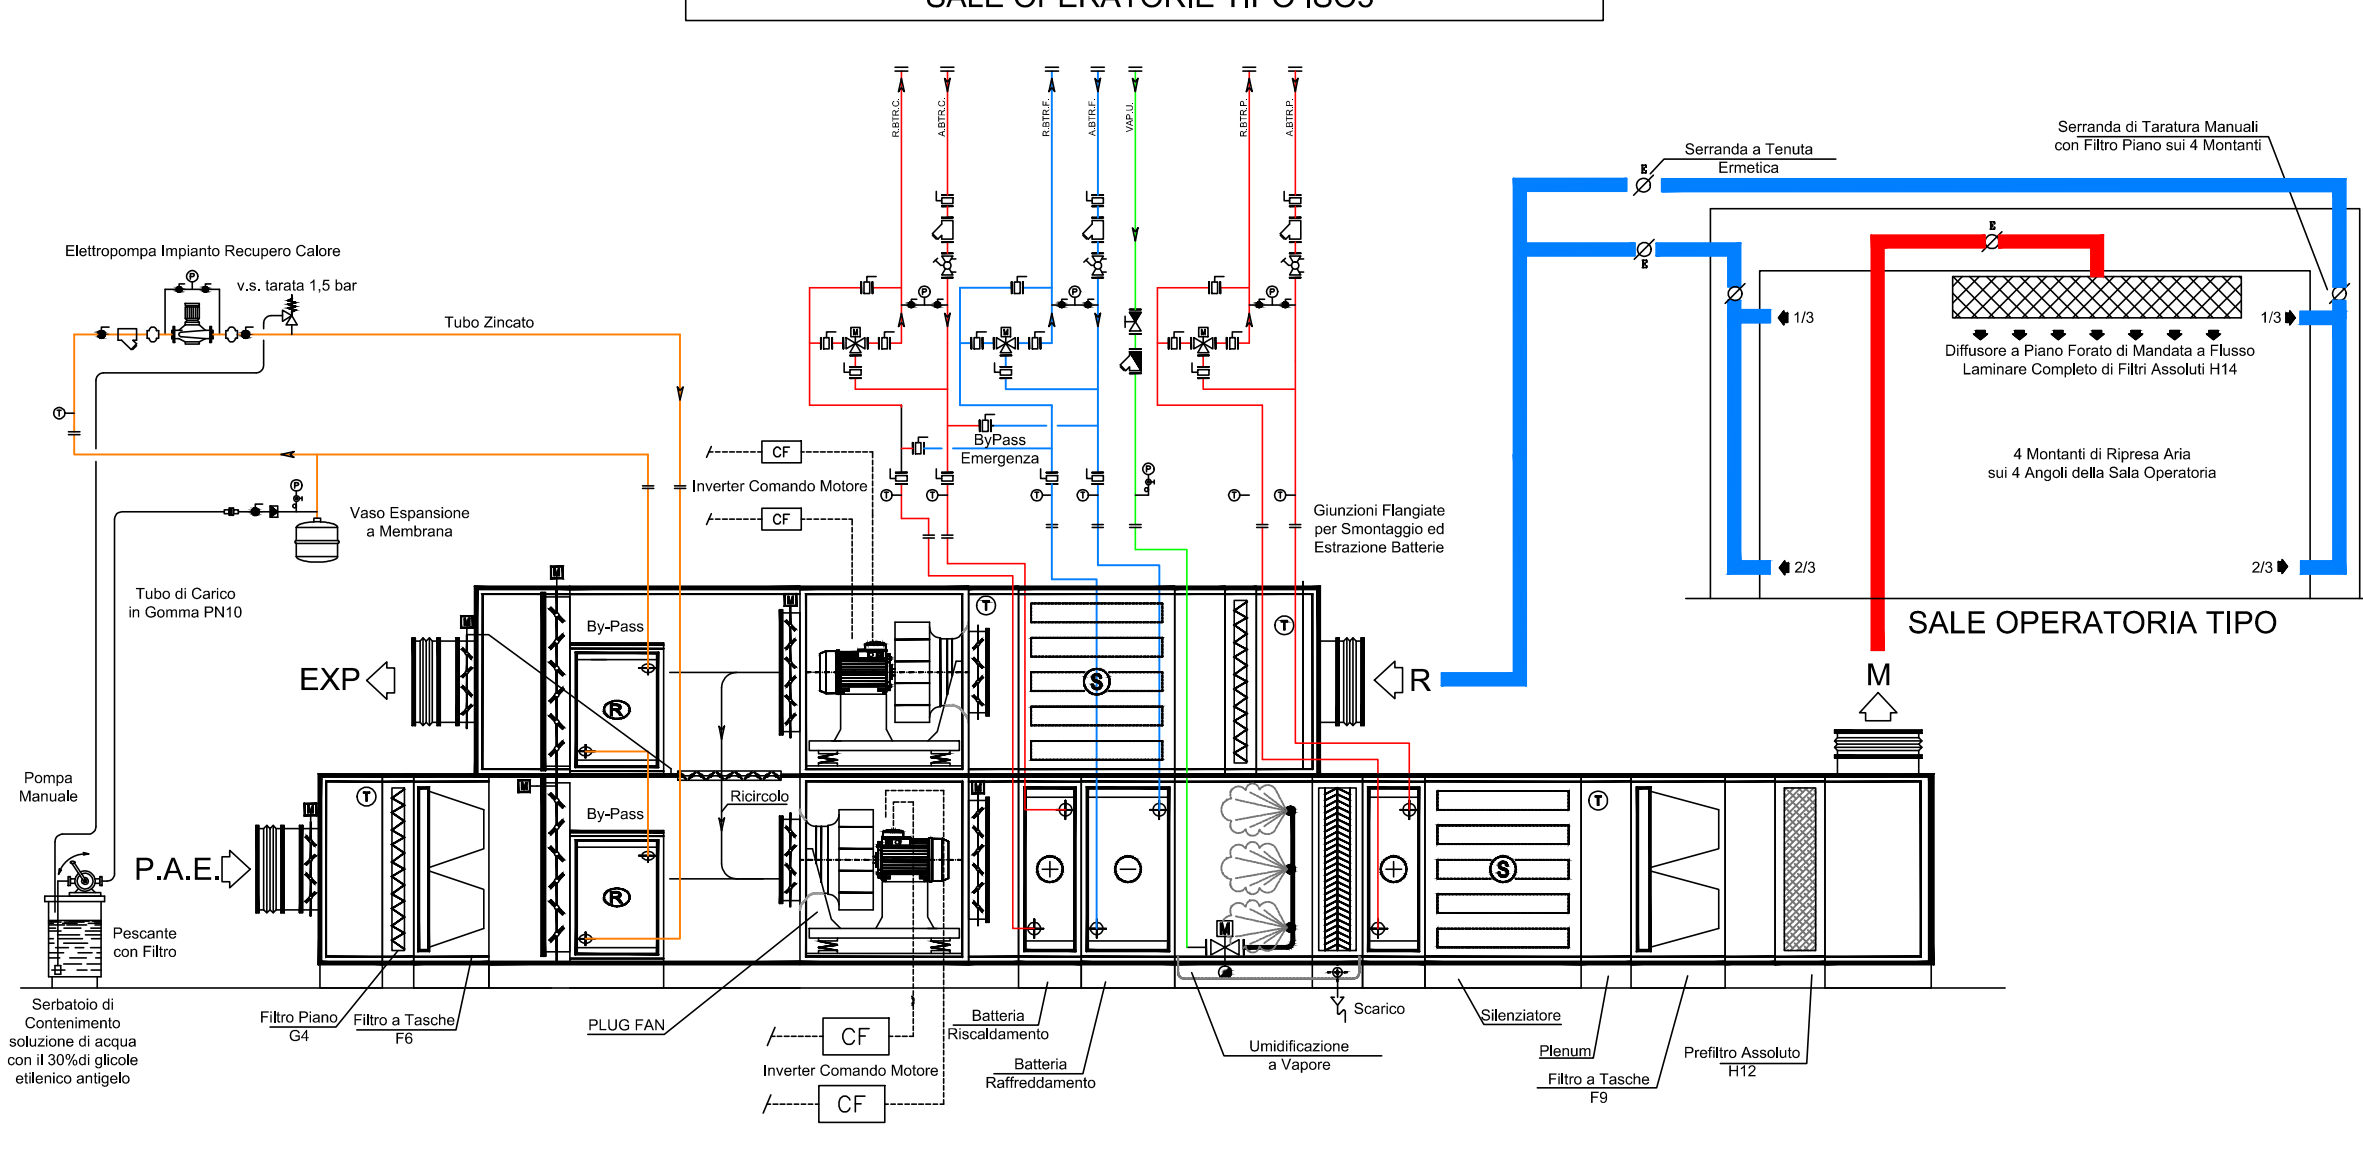 SALE OPERATORIE TIPO ISO5
R.BTR.C.
A.BTR.C.
R.BTR.F.
A.BTR.F.
VAP.U.
R.BTR.P.
A.BTR.P.
Serranda di Taratura Manuali
con Filtro Piano sui 4 Montanti
Serranda a Tenuta
Ermetica
E
E
E
Elettropompa Impianto Recupero Calore
P
v.s. tarata 1,5 bar
Tubo Zincato
P
P
P
M
M
M
1/3
1/3
Diffusore a Piano Forato di Mandata a Flusso
Laminare Completo di Filtri Assoluti H14
T
ByPass
Emergenza
CF
Inverter Comando Motore
CF
4 Montanti di Ripresa Aria
sui 4 Angoli della Sala Operatoria
P
P
T
T
T
T
T
T
Vaso Espansione
a Membrana
Giunzioni Flangiate
per Smontaggio ed
Estrazione Batterie
2/3
2/3
Tubo di Carico
in Gomma PN10
M
M
M
By-Pass
T
T
SALE OPERATORIA TIPO
EXP
R
S
R
M
Pompa
Manuale
M
M
M
T
Ricircolo
T
By-Pass
P.A.E.
R
S
M
Pescante
con Filtro
Serbatoio di
Contenimento
soluzione di acqua
con il 30%di glicole
etilenico antigelo
Filtro Piano
G4
Filtro a Tasche
F6
PLUG FAN
CF
Inverter Comando Motore
CF
Batteria
Riscaldamento
Batteria
Raffreddamento
Umidificazione
a Vapore
Scarico
Silenziatore
Plenum
Filtro a Tasche
F9
Prefiltro Assoluto
H12